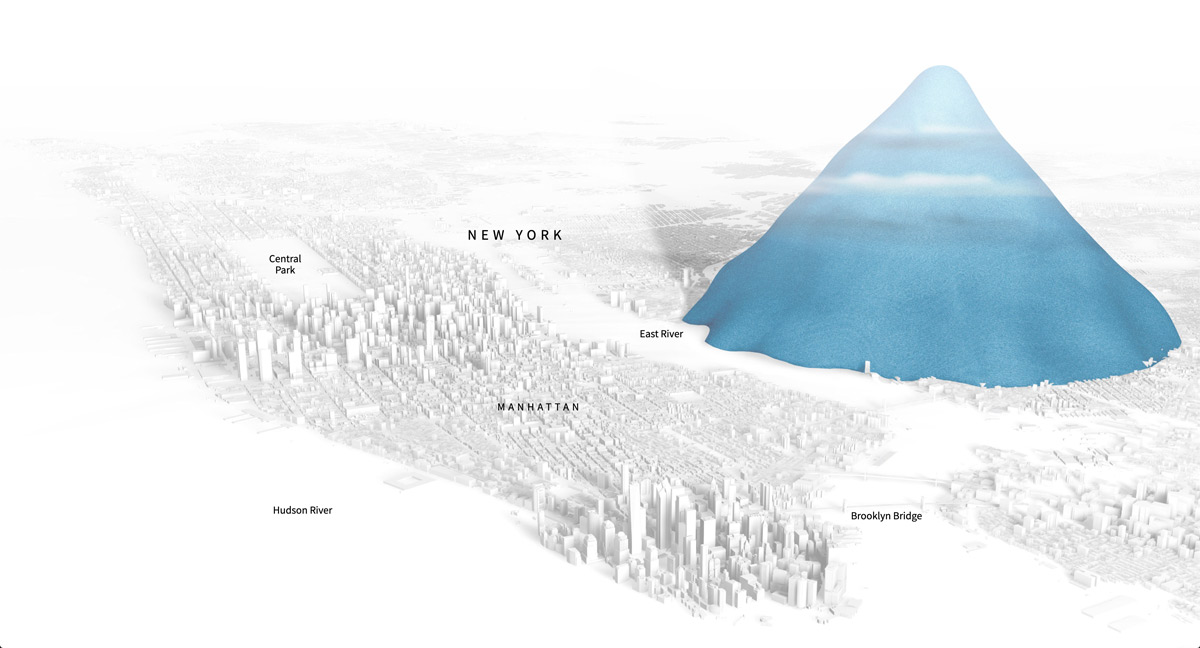 NEW YORK
Central
Park
East River
MANHATTAN
Hudson River
Brooklyn Bridge